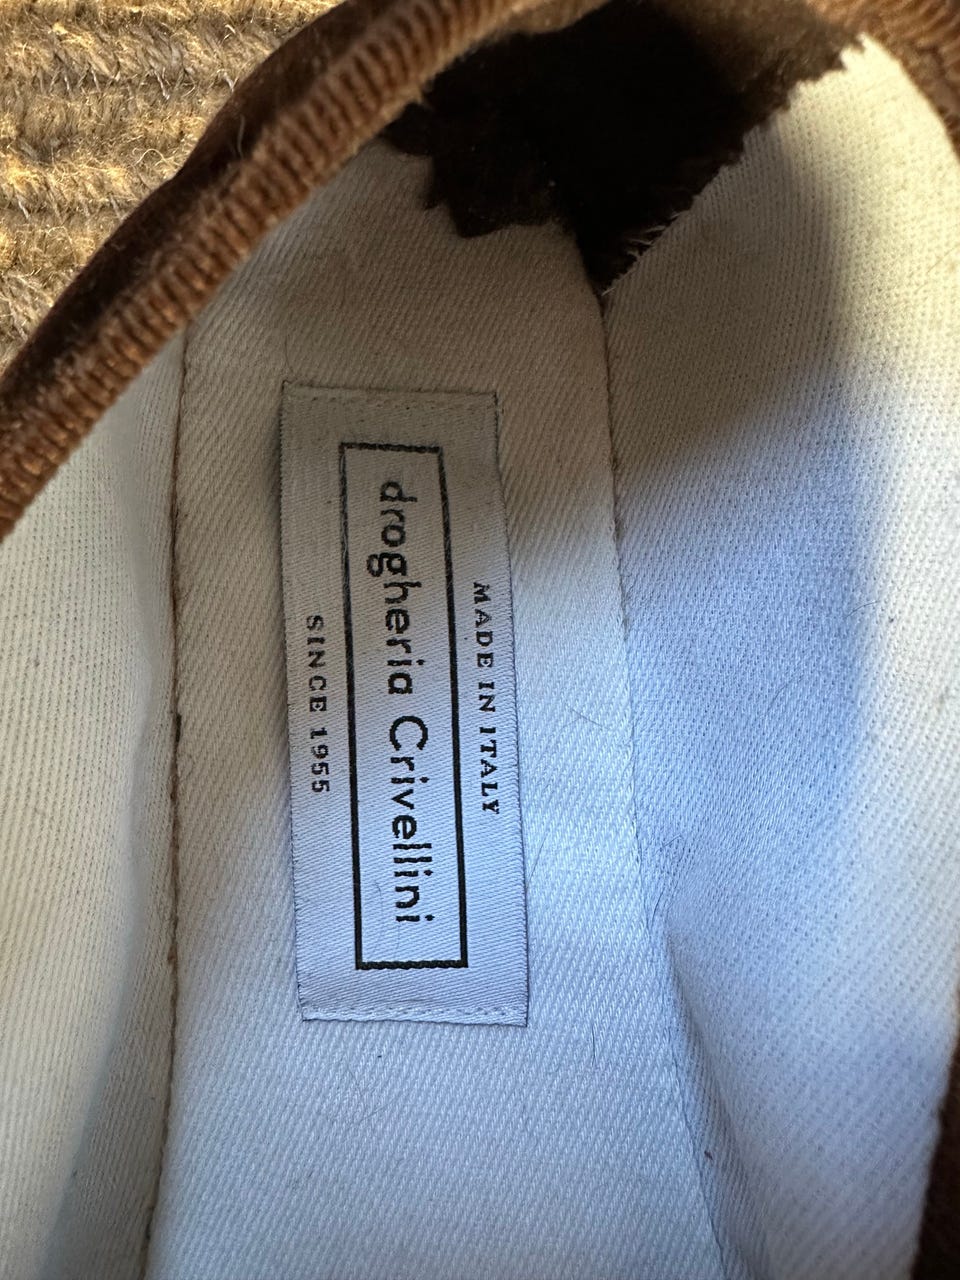 MADE IN ITALY
drogheria Crivellini
SINCE 1955